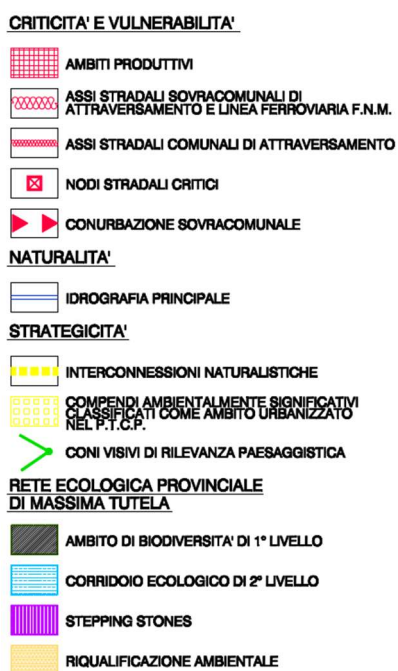 CRITICITA' E VULNERABILITA'
AMBITI PRODUTTIVI
ASSI STRADALI SOVRACOMUNALI DI
ATTRAVERSAMENTO E LINEA FERROVIARIA F.N.M.
ASSI STRADALI COMUNALI DI ATTRAVERSAMENTO
NODI STRADALI CRITICI
CONURBAZIONE SOVRACOMUNALE
NATURALITA'
IDROGRAFIA PRINCIPALE
STRATEGICITA'
INTERCONNESSIONI NATURALISTICHE
COMPENDI AMBIENTALMENTE SIGNIFICATIVI
CLASSIFICATI COME AMBITO URBANIZZATO
NEL P.T.C.P.
CONI VISIVI DI RILEVANZA PAESAGGISTICA
RETE ECOLOGICA PROVINCIALE
DI MASSIMA TUTELA
AMBITO DI BIODIVERSITA' DI 1° LIVELLO
CORRIDOIO ECOLOGICO DI 2° LIVELLO
STEPPING STONES
RIQUALIFICAZIONE AMBIENTALE